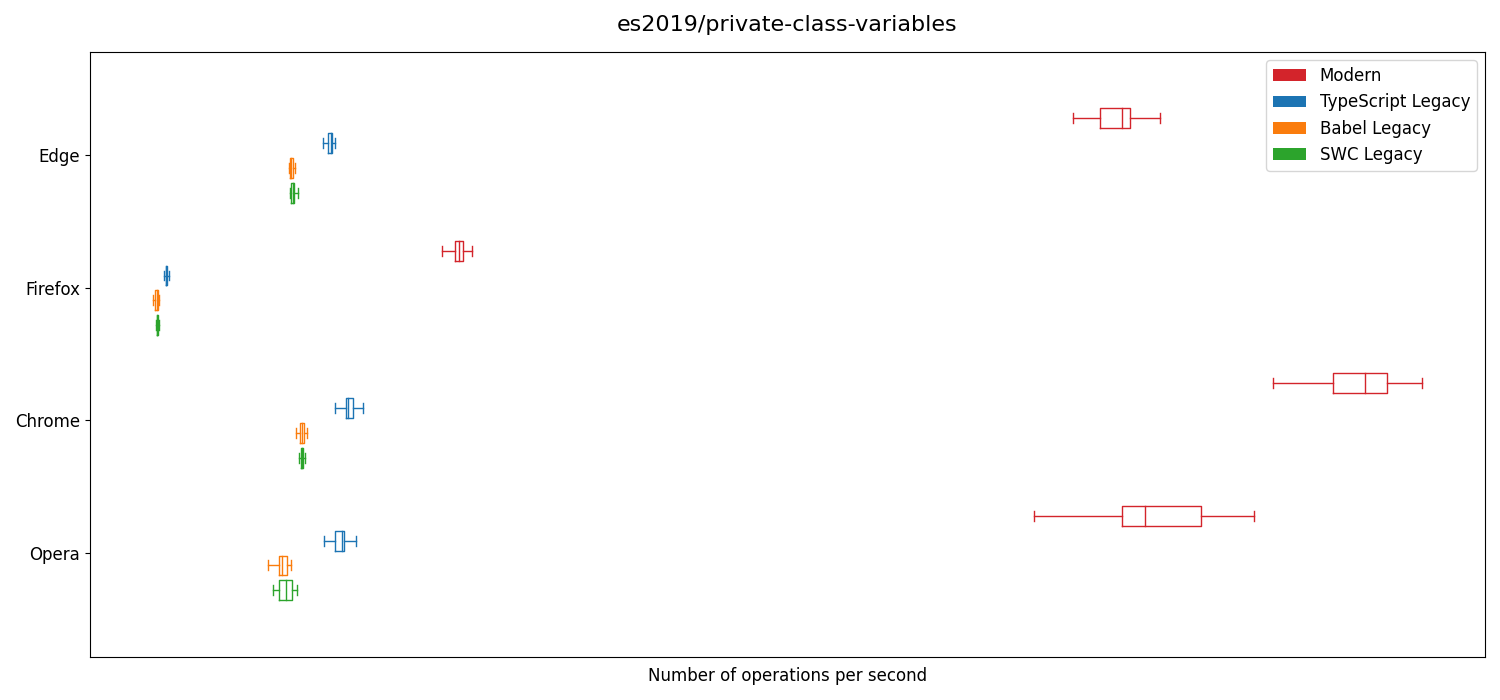 es2019/private-class-variables
Modern
TypeScript Legacy
Babel Legacy
SWC Legacy
Edge
Firefox
Chrome
Opera
Number of operations per second